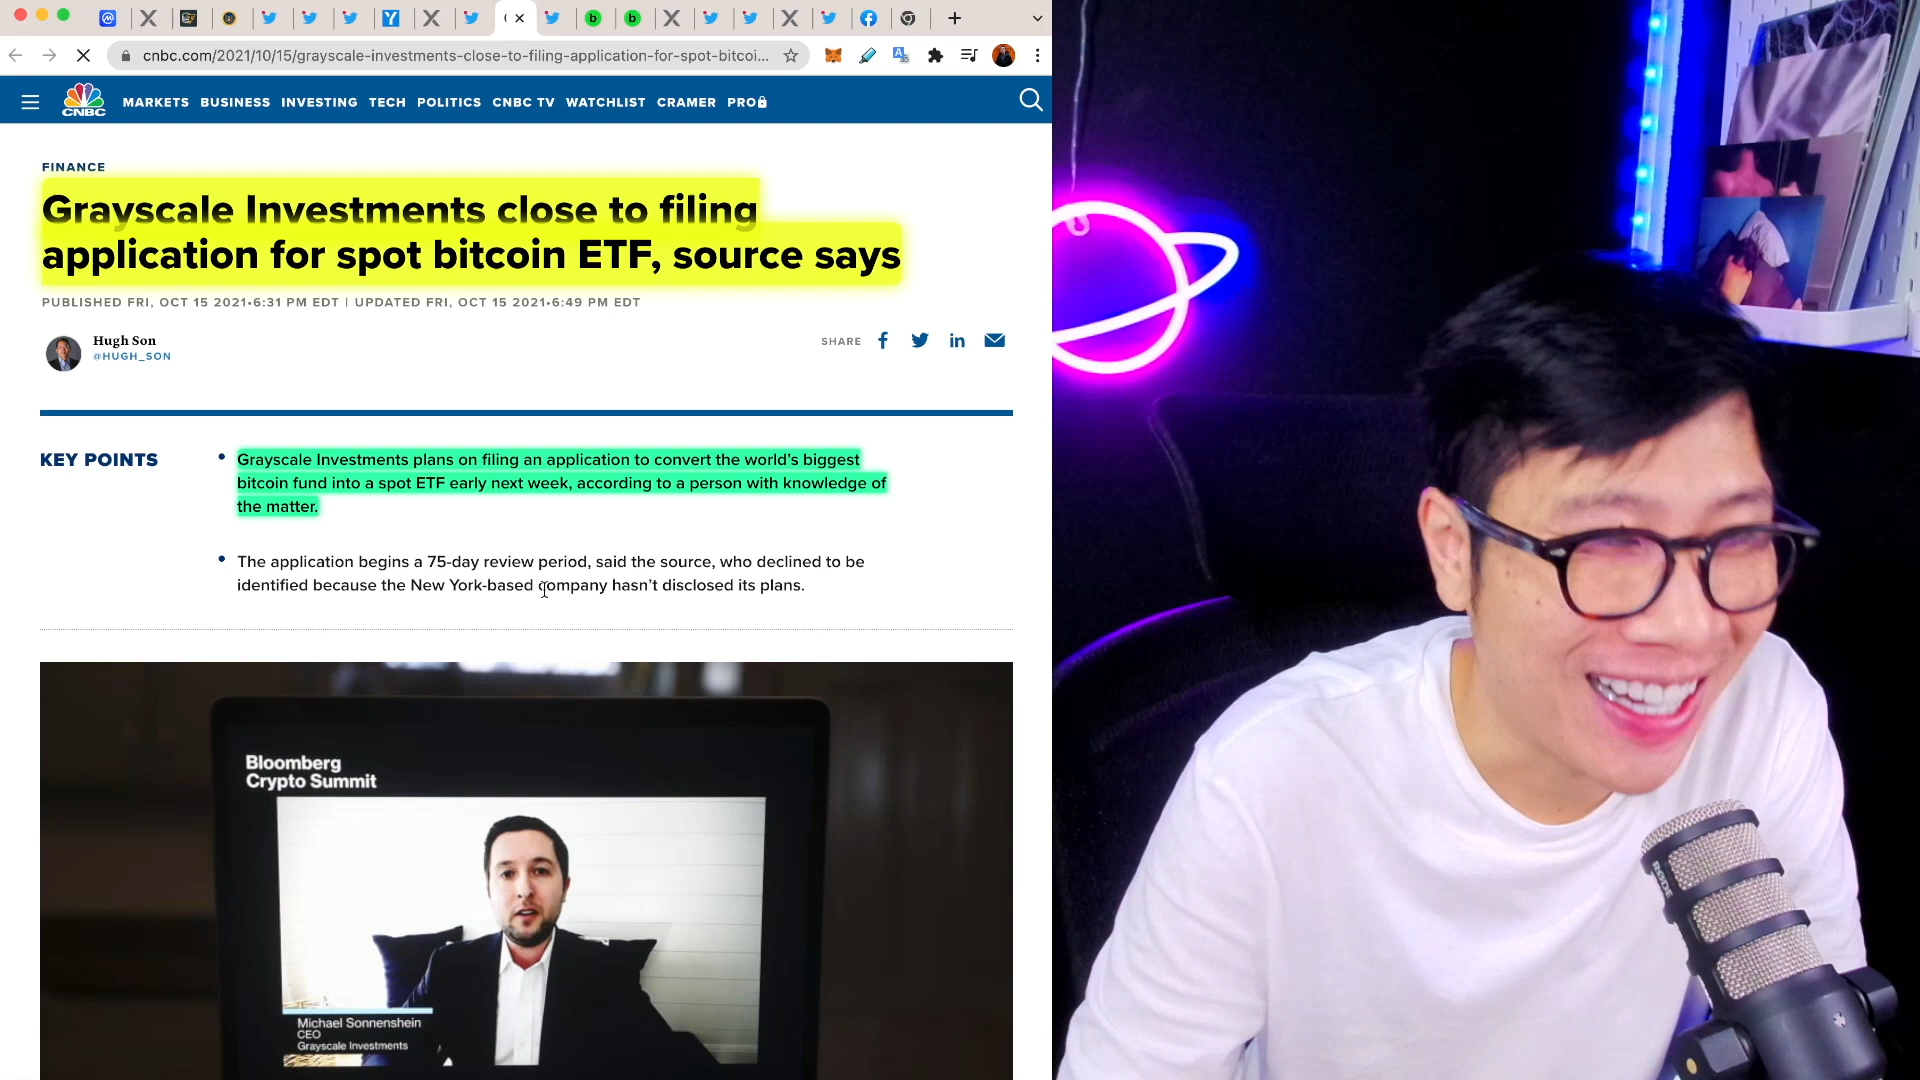 cnbc.com/2021/10/15/grayscale-investments-close-to-filing-application-for-spot-bitcoi...
CNBC
MARKETS BUSINESS INVESTING TECH POLITICS CNBC TV WATCHLIST CRAMER PRO
FINANCE
Grayscale Investments close to filing
application for spot bitcoin ETF, source says
PUBLISHED FRI, OCT 15 2021•6:31 PM EDT | UPDATED FRI, OCT 15 2021•6:49 PM EDT
Hugh Son
@HUGH_SON
SHARE
KEY POINTS
• Grayscale Investments plans on filing an application to convert the world’s biggest
bitcoin fund into a spot ETF early next week, according to a person with knowledge of
the matter.
• The application begins a 75-day review period, said the source, who declined to be
identified because the New York-based company hasn’t disclosed its plans.
Bloomberg
Crypto Summit
Michael Sonnenshein
CEO
Grayscale Investments
RØDE